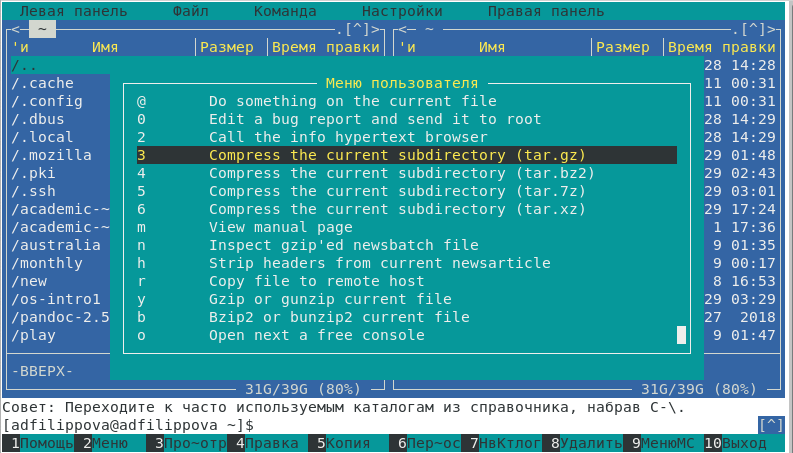 Левая панель Файл Команда Настройки Правая панель
<─ ~ .[^]> <─ ~ .[^]>
'и Имя Размер Время правки 'и Имя Размер Время правки
/.. 28 14:28
/.cache 11 00:31
/.config 11 00:31
/.dbus 28 14:29
/.local 28 14:29
/.mozilla 29 01:48
/.pki 29 02:43
/.ssh 29 03:01
/academic-~ 29 17:24
/academic-~ 1 17:36
/australia 9 01:35
/monthly 9 00:17
/new 8 16:53
/os-intro1 29 03:29
/pandoc-2.5 27 2018
/play 9 01:47
Меню пользователя
@ Do something on the current file
0 Edit a bug report and send it to root
2 Call the info hypertext browser
3 Compress the current subdirectory (tar.gz)
4 Compress the current subdirectory (tar.bz2)
5 Compress the current subdirectory (tar.7z)
6 Compress the current subdirectory (tar.xz)
m View manual page
n Inspect gzip'ed newsbatch file
h Strip headers from current newsarticle
r Copy file to remote host
y Gzip or gunzip current file
b Bzip2 or bunzip2 current file
o Open next a free console
-ВВЕРХ-
31G/39G (80%) 31G/39G (80%)
Совет: Переходите к часто используемым каталогам из справочника, набрав C-\.
[adfilippova@adfilippova ~]$ [^]
1Помощь 2Меню 3Про~отр 4Правка 5Копия 6Пер~ос 7НвКтлог 8Удалить 9МенюМС 10Выход